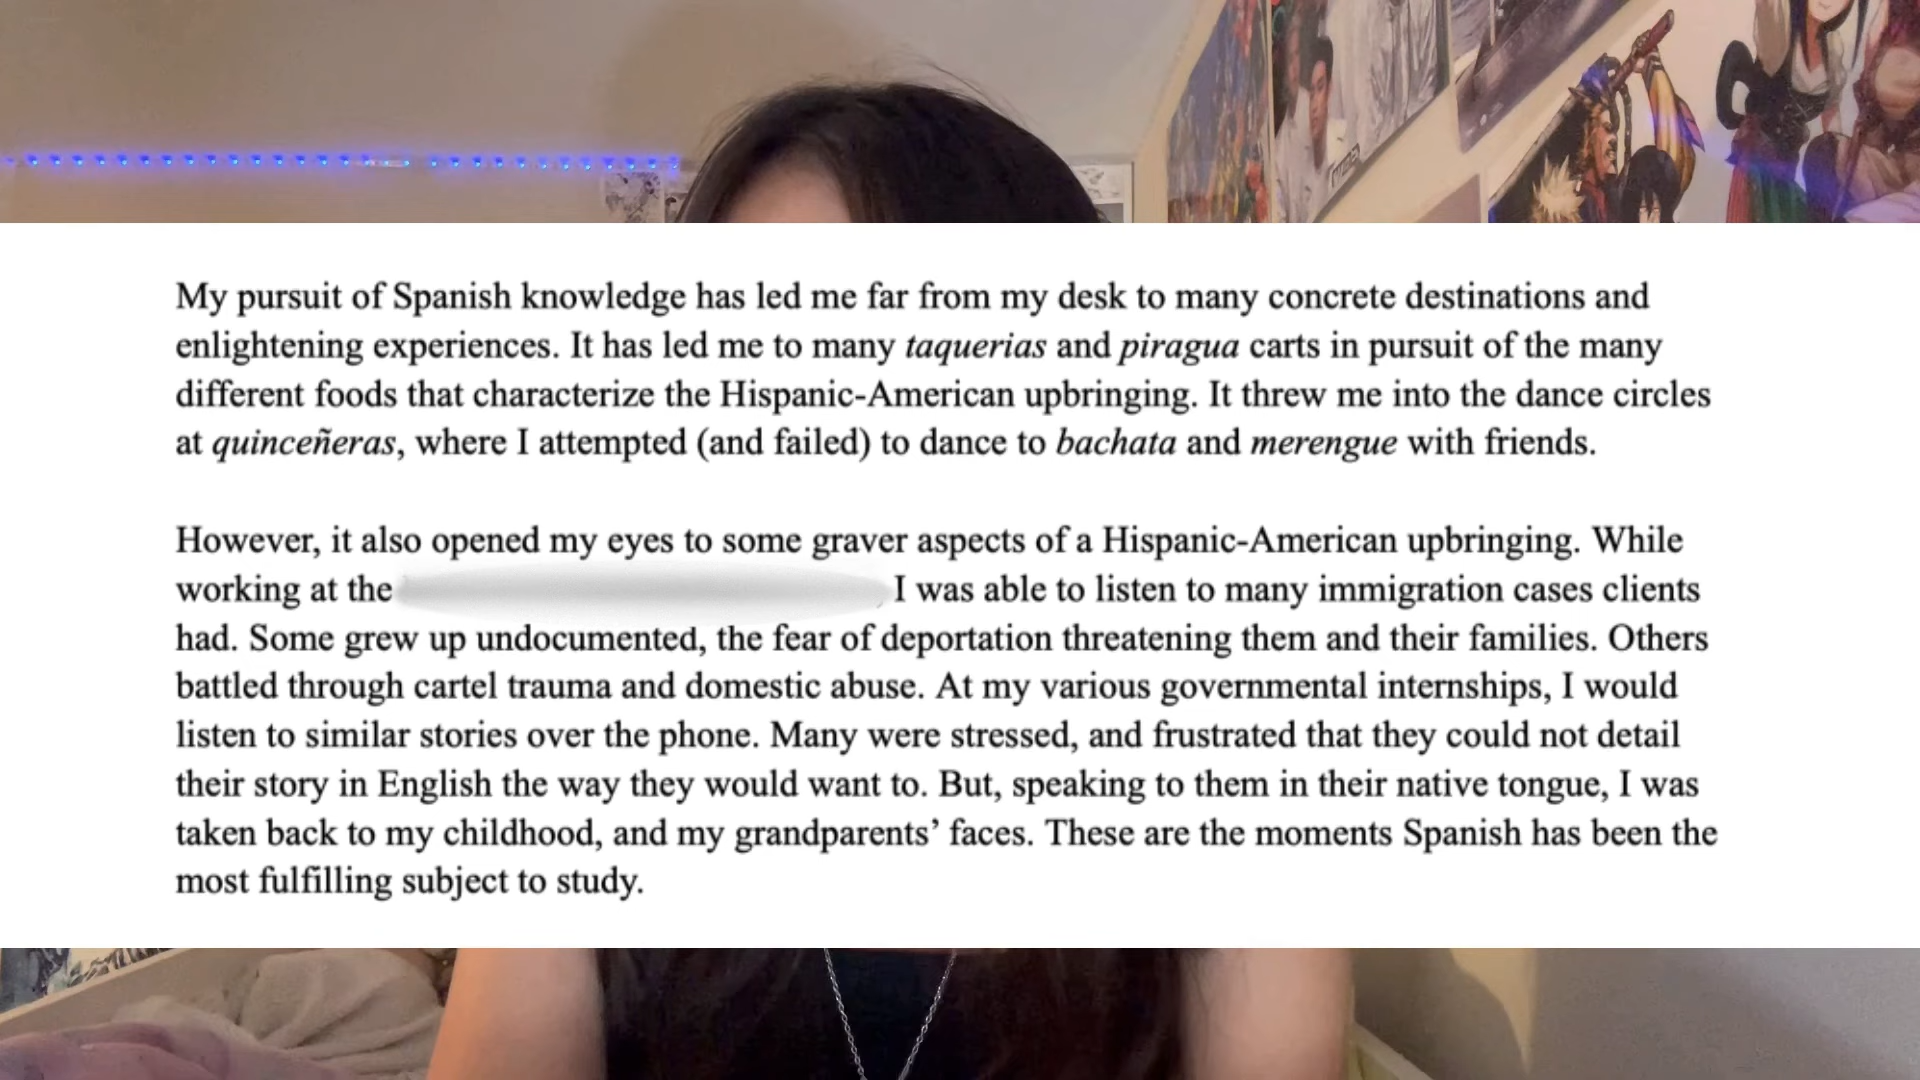 My pursuit of Spanish knowledge has led me far from my desk to many concrete destinations and
enlightening experiences. It has led me to many taquerias and piragua carts in pursuit of the many
different foods that characterize the Hispanic-American upbringing. It threw me into the dance circles
at quinceñeras, where I attempted (and failed) to dance to bachata and merengue with friends.
However, it also opened my eyes to some graver aspects of a Hispanic-American upbringing. While
working at the I was able to listen to many immigration cases clients
had. Some grew up undocumented, the fear of deportation threatening them and their families. Others
battled through cartel trauma and domestic abuse. At my various governmental internships, I would
listen to similar stories over the phone. Many were stressed, and frustrated that they could not detail
their story in English the way they would want to. But, speaking to them in their native tongue, I was
taken back to my childhood, and my grandparents’ faces. These are the moments Spanish has been the
most fulfilling subject to study.